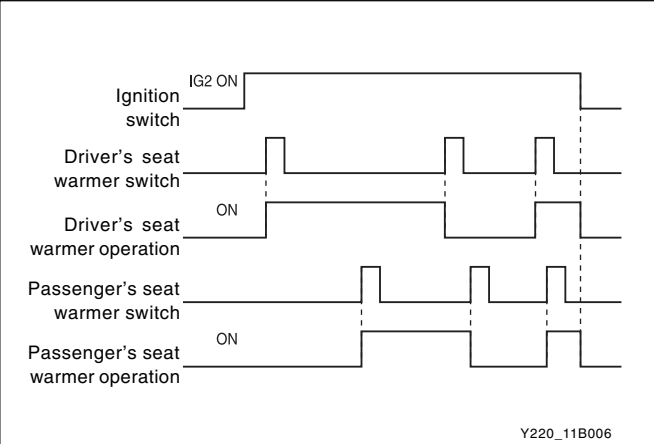 IG2 ON
Ignition
switch
Driver's seat
warmer switch
ON
Driver's seat
warmer operation
Passenger's seat
warmer switch
ON
Passenger's seat
warmer operation
Y220_11B006